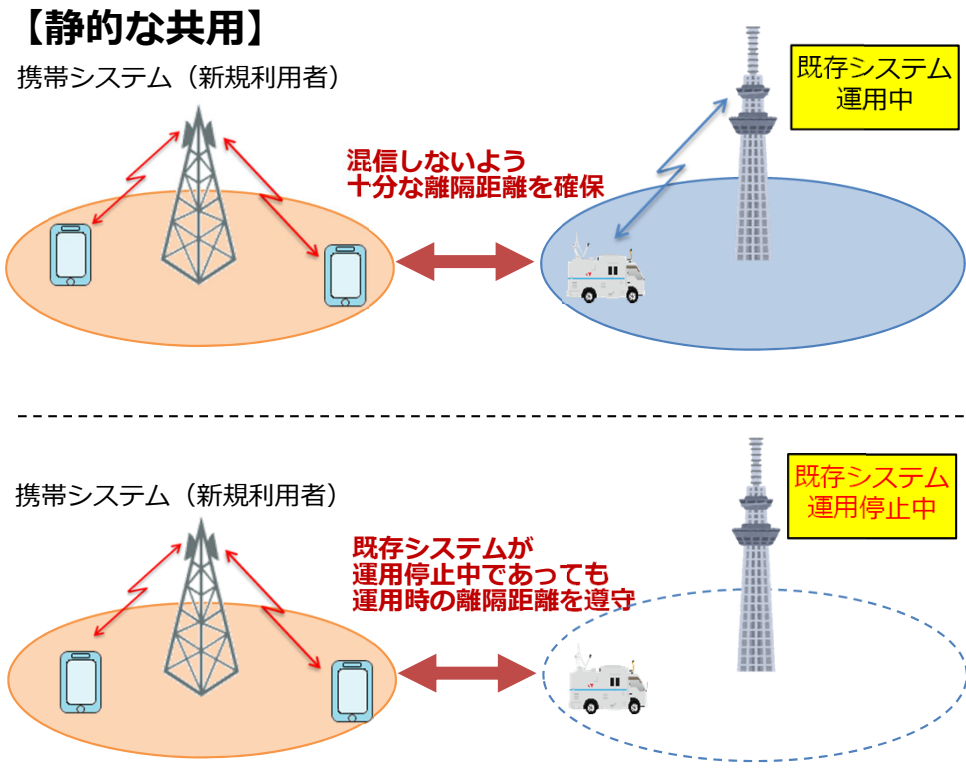 【静的な共用】
携帯システム（新規利用者）
既存システム
運用中
混信しないよう
十分な離隔距離を確保
携帯システム（新規利用者）
既存システム
運用停止中
既存システムが
運用停止中であっても
運用時の離隔距離を遵守